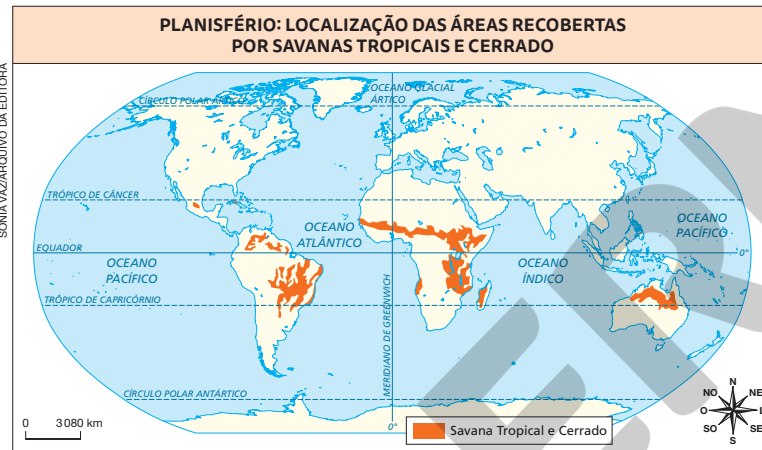 PLANISFÉRIO: LOCALIZAÇÃO DAS ÁREAS RECOBERTAS
POR SAVANAS TROPICAIS E CERRADO
SONIA VAZ/ARQUIVO DA EDITORA
OCEANO GLACIAL
ÁRTICO
CÍRCULO POLAR ÁRTICO
TRÓPICO DE CÂNCER
OCEANO
ATLÂNTICO
OCEANO
PACÍFICO
EQUADOR
0°
OCEANO
PACÍFICO
OCEANO
ÍNDICO
TRÓPICO DE CAPRICÓRNIO
MERIDIANO DE GREENWICH
CÍRCULO POLAR ANTÁRTICO
0°
0 3 080 km
Savana Tropical e Cerrado
N
NO NE
O L
SO SE
S